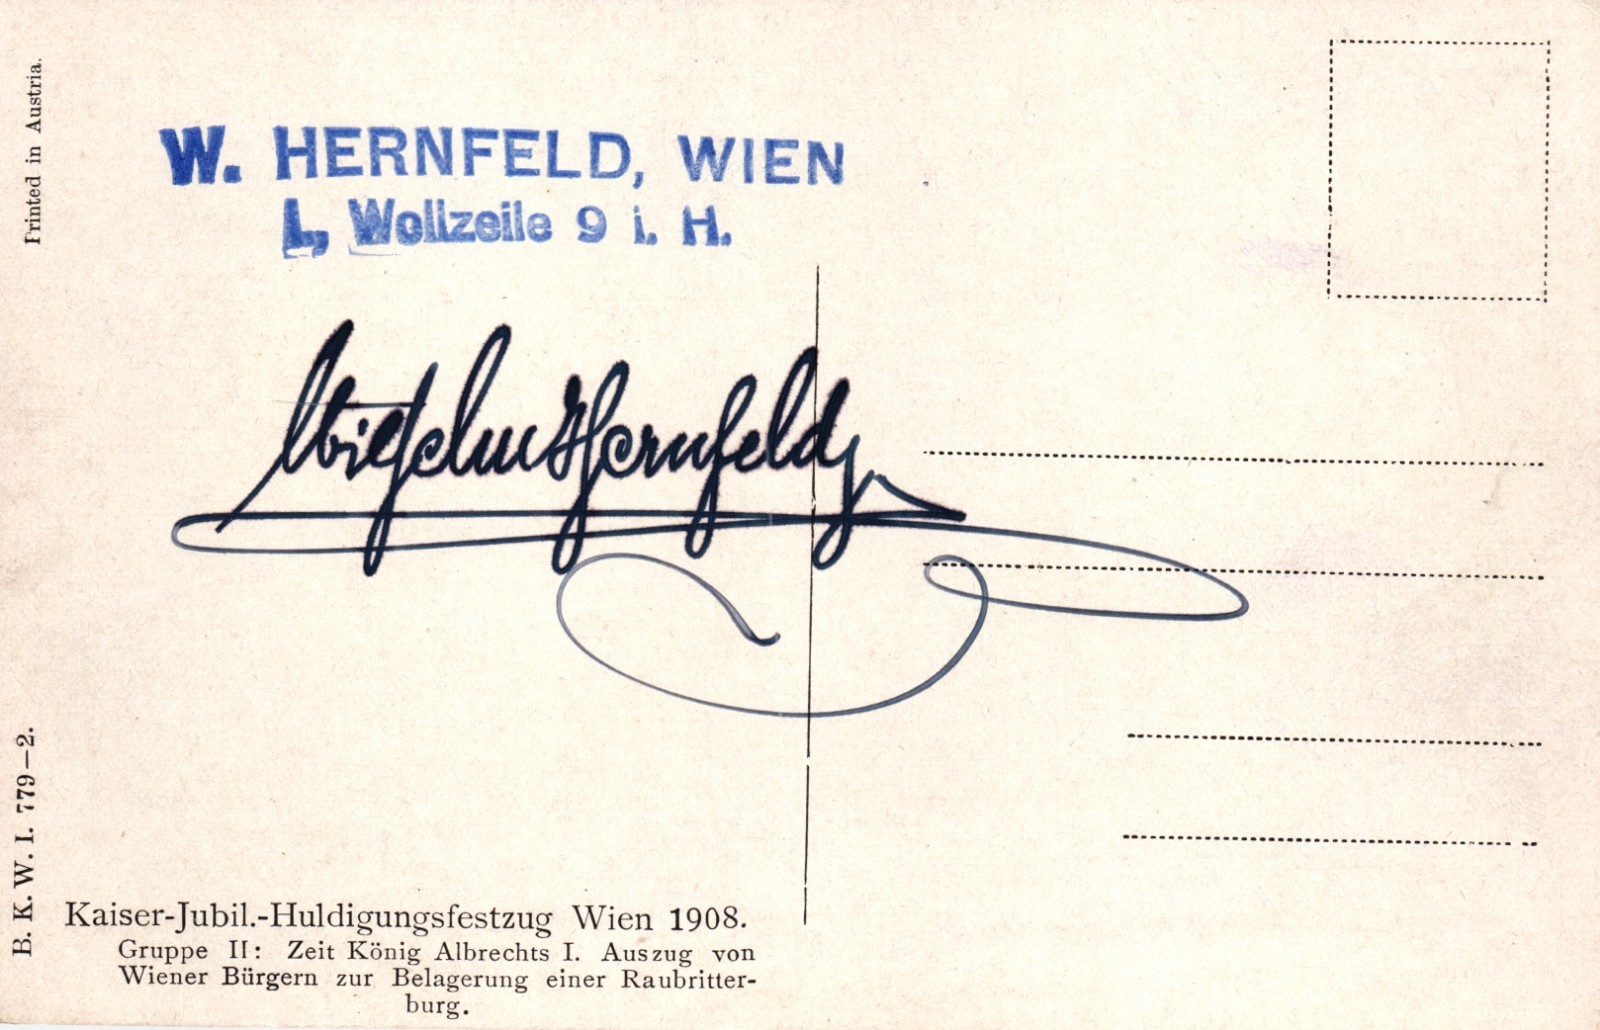 Printed in Austria.
W. HERNFELD, WIEN
I., Wollzeile 9 i. H.
Wilhelm Hernfeld
B. K. W. I. 779–2.
Kaiser-Jubil.-Huldigungsfestzug Wien 1908.
Gruppe II: Zeit König Albrechts I. Auszug von
Wiener Bürgern zur Belagerung einer Raubritter-
burg.